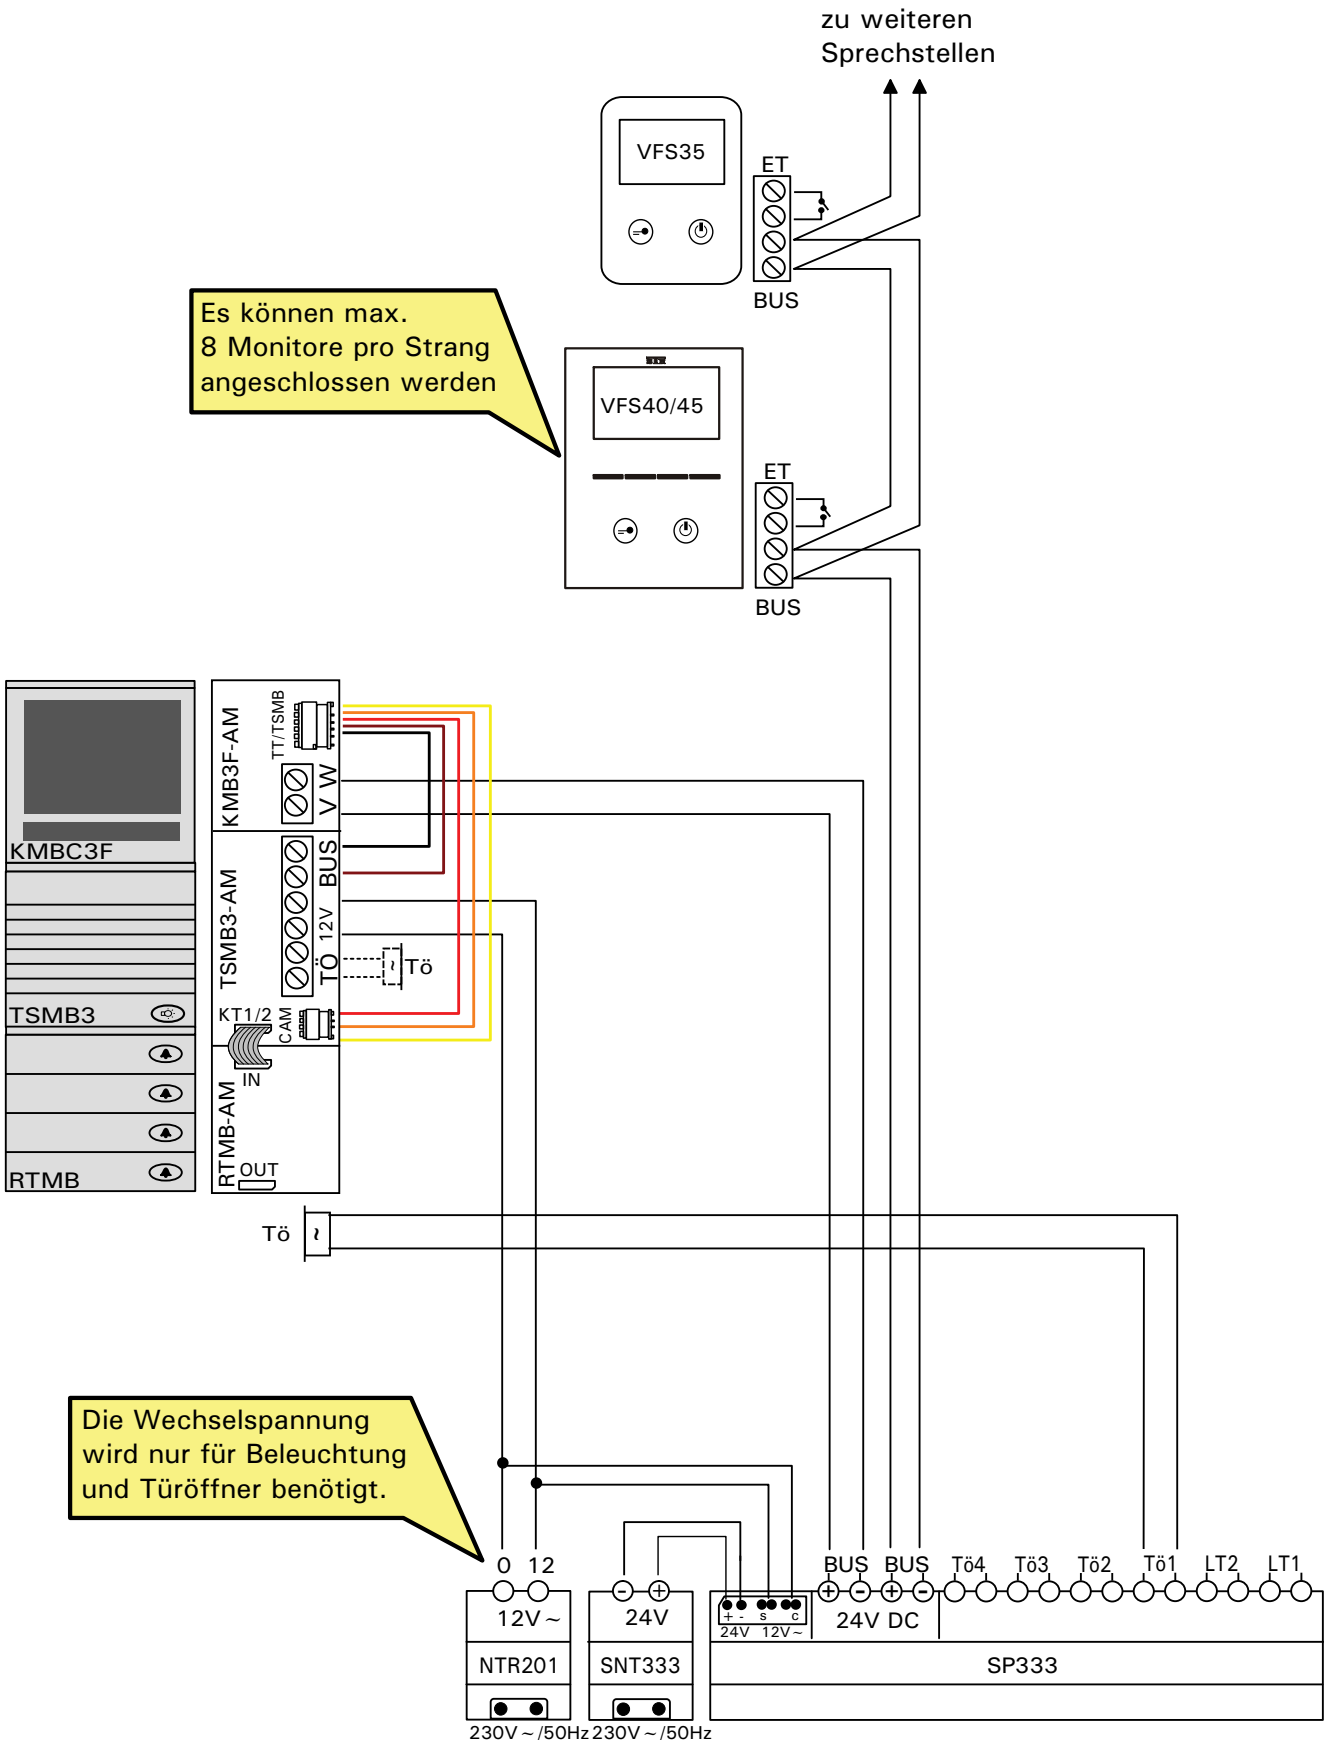 zu weiteren
Sprechstellen
VFS35
ET
BUS
Es können max.
8 Monitore pro Strang
angeschlossen werden
VFS40/45
ET
BUS
KMBC3F
TSMB3
RTMB
KMB3F-AM
TT/TSMB
V W
TSMB3-AM
TÖ 12V BUS
Tö
KT1/2
CAM
IN
RTMB-AM
OUT
Tö
~
Die Wechselspannung
wird nur für Beleuchtung
und Türöffner benötigt.
0 12
12V~
NTR201
230V~/50Hz
- +
24V
SNT333
230V~/50Hz
BUS BUS Tö4 Tö3 Tö2 Tö1 LT2 LT1
+ - + -
+ - s c
24V 12V~
24V DC
SP333